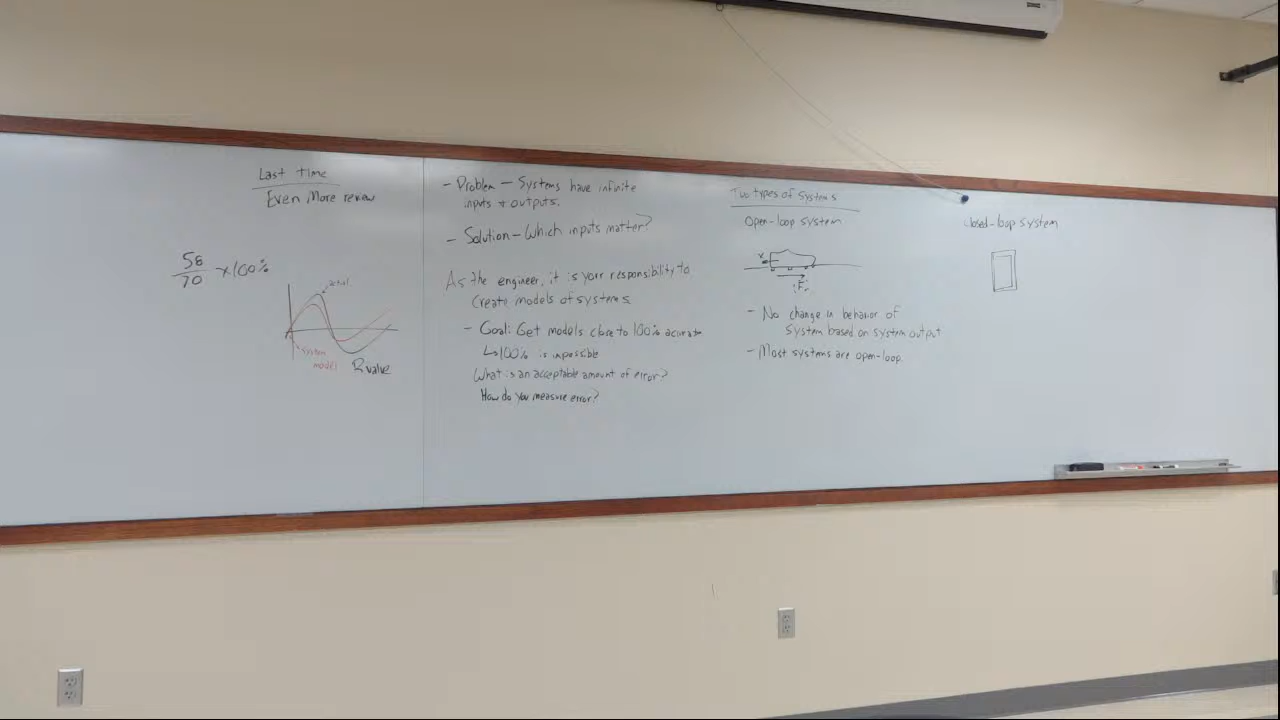 Last time
Even More review
58
70
x100%
actual
system
model
R value
- Problem - Systems have infinite
inputs + outputs.
- Solution - Which inputs matter?
As the engineer, it is your responsibility to
create models of systems
- Goal: Get models close to 100% accurate
↳ 100% is impossible
What is an acceptable amount of error?
How do you measure error?
Two types of Systems
Open-loop system
- No change in behavior of
system based on system output
- Most systems are open-loop.
Closed-loop system